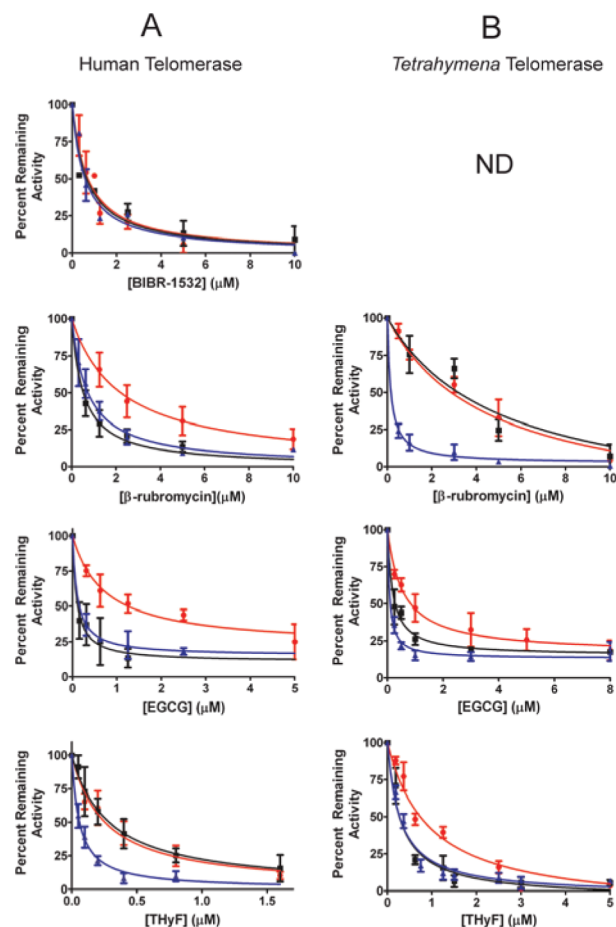 A
B
Human Telomerase
Tetrahymena Telomerase
Percent Remaining
Activity
100
75
50
25
0
0 2 4 6 8 10
[BIBR-1532] (μM)
ND
Percent Remaining
Activity
100
75
50
25
0
0 2 4 6 8 10
[β-rubromycin](μM)
Percent Remaining
Activity
100
75
50
25
0
0 2 4 6 8 10
[β-rubromycin] (μM)
Percent Remaining
Activity
100
75
50
25
0
0 1 2 3 4 5
[EGCG] (μM)
Percent Remaining
Activity
100
75
50
25
0
0 2 4 6 8
[EGCG] (μM)
Percent Remaining
Activity
100
75
50
25
0
0.0 0.5 1.0 1.5
[THyF] (μM)
Percent Remaining
Activity
100
75
50
25
0
0 1 2 3 4 5
[THyF] (μM)